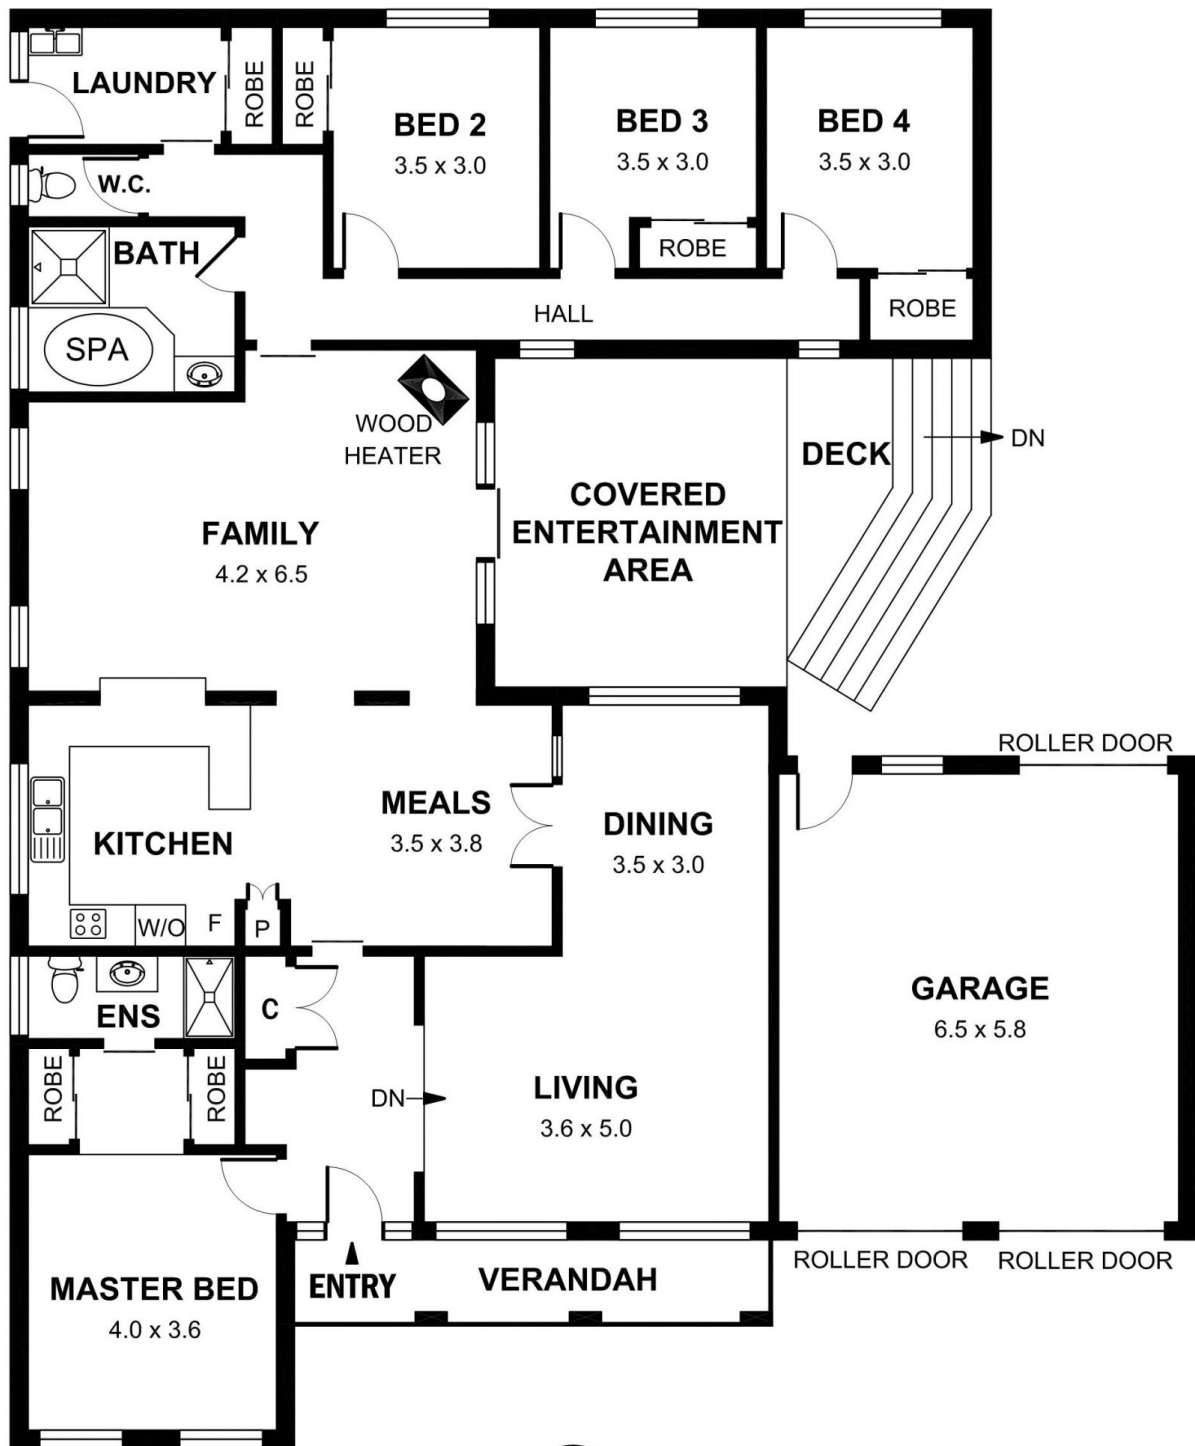 LAUNDRY
ROBE
ROBE
BED 2
3.5 x 3.0
BED 3
3.5 x 3.0
BED 4
3.5 x 3.0
W.C.
BATH
ROBE
ROBE
HALL
SPA
WOOD
HEATER
DECK
DN
COVERED
ENTERTAINMENT
AREA
FAMILY
4.2 x 6.5
ROLLER DOOR
KITCHEN
MEALS
3.5 x 3.8
DINING
3.5 x 3.0
W/O
F
P
ENS
C
GARAGE
6.5 x 5.8
ROBE
ROBE
DN
LIVING
3.6 x 5.0
ROLLER DOOR
ROLLER DOOR
ENTRY
VERANDAH
MASTER BED
4.0 x 3.6